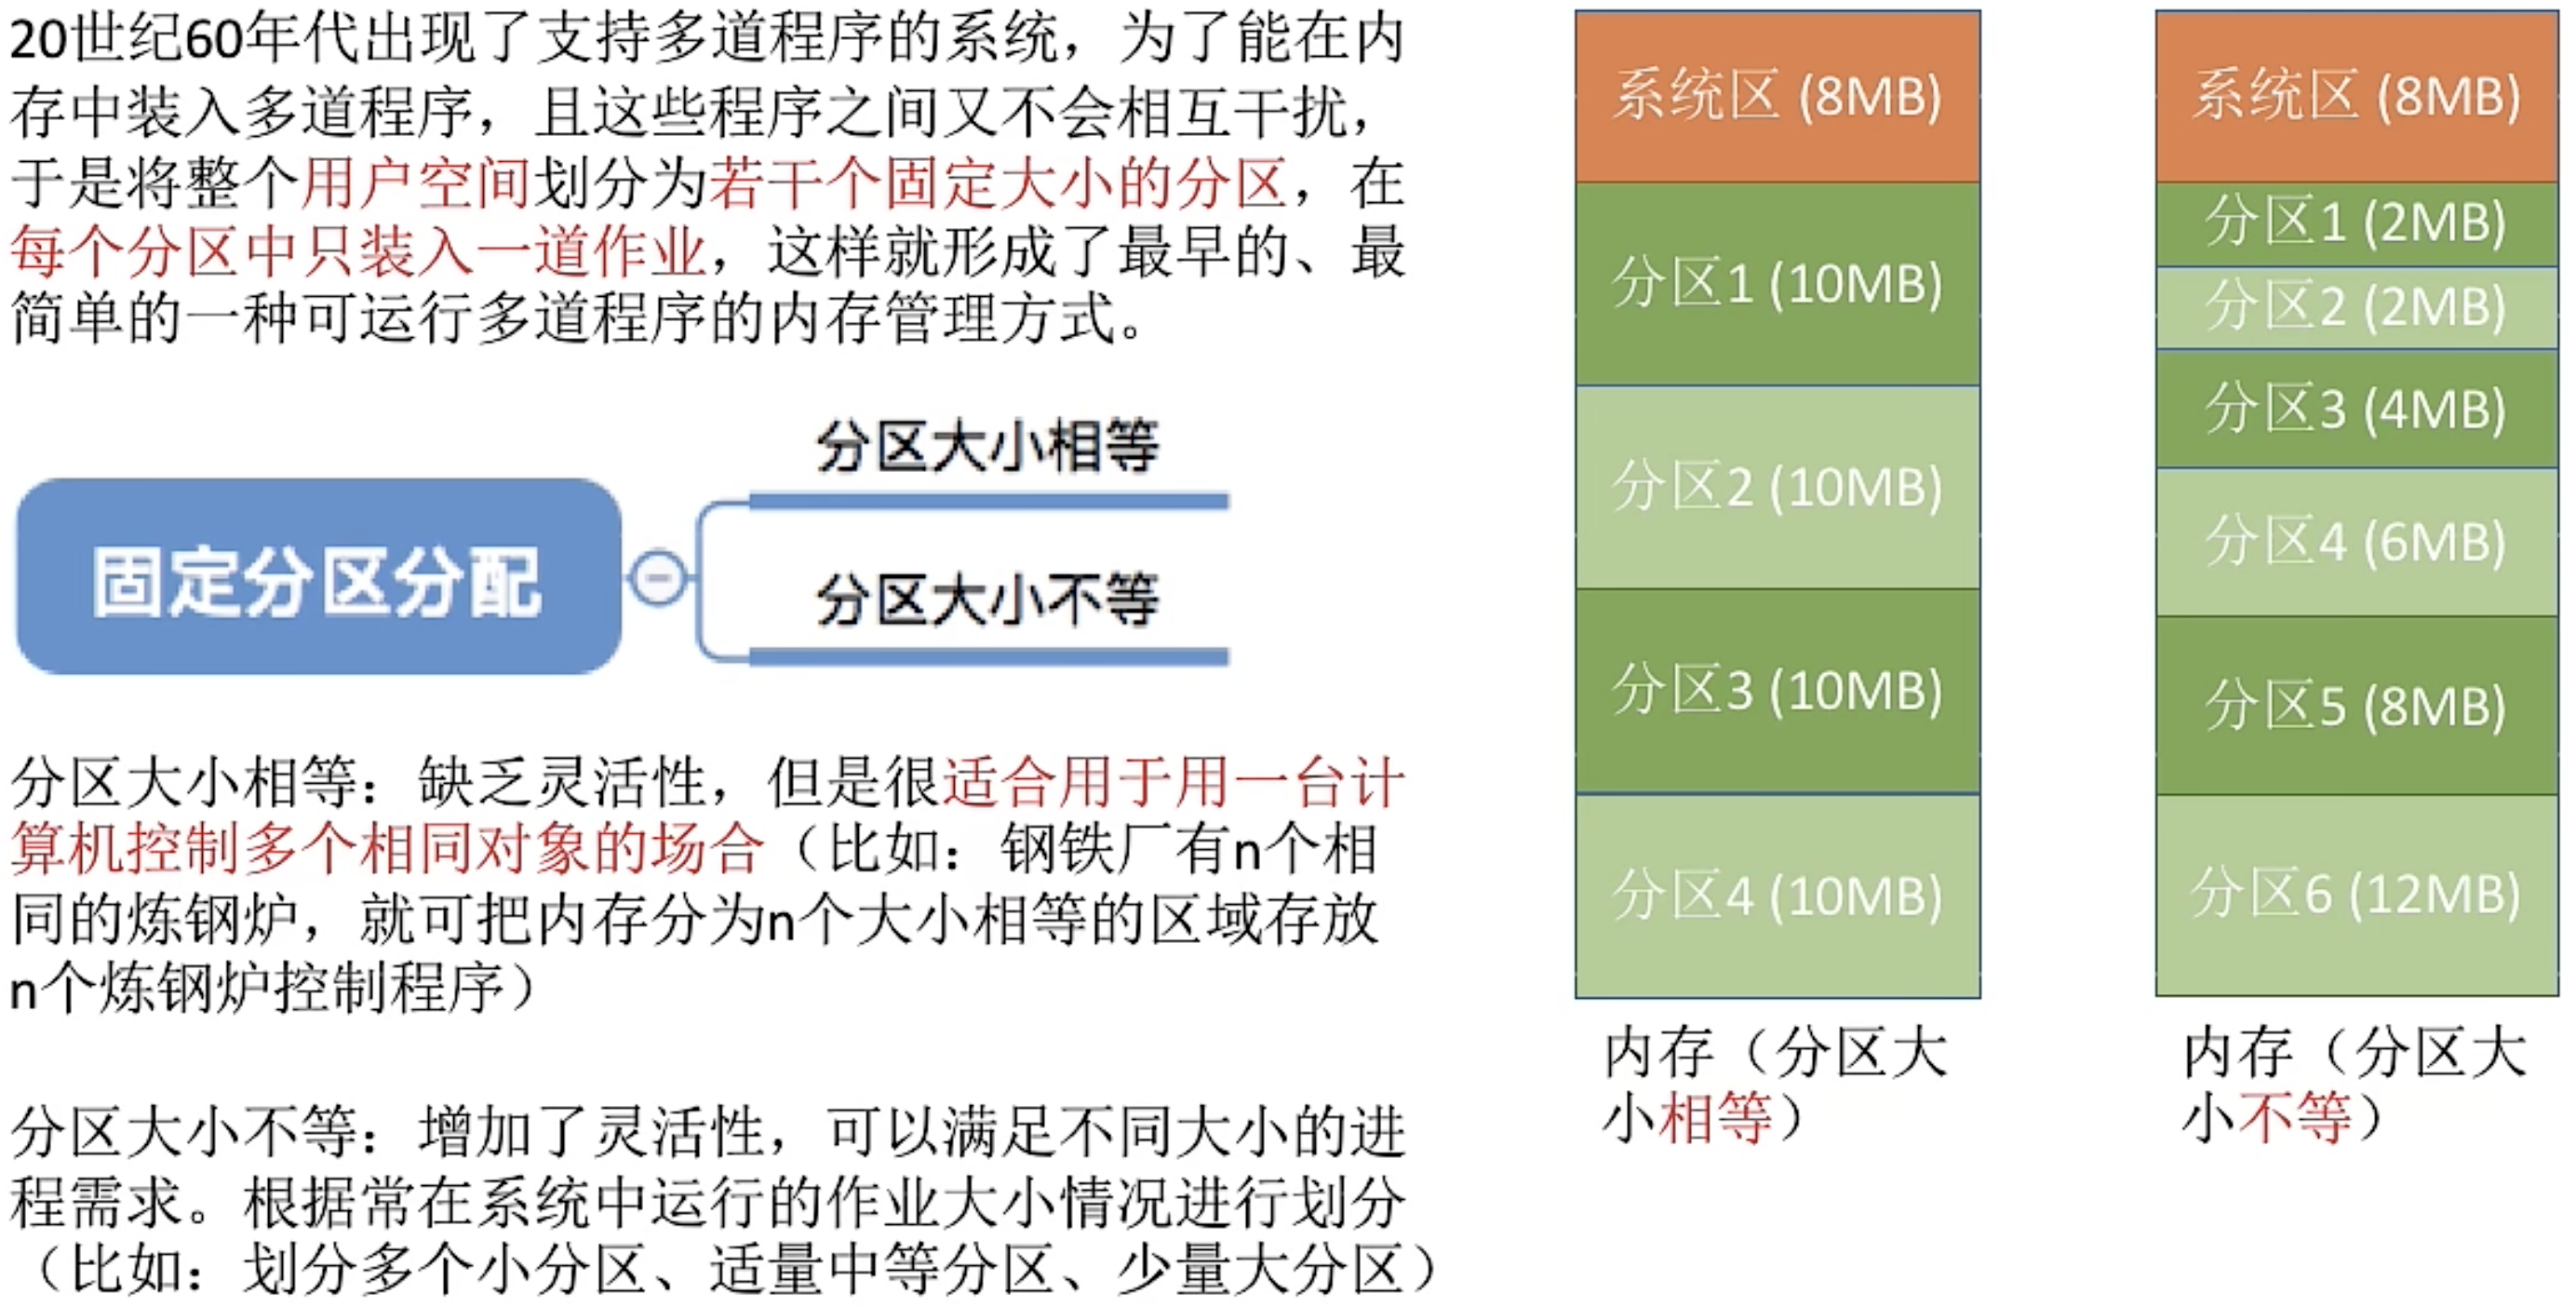 20世纪60年代出现了支持多道程序的系统，为了能在内
存中装入多道程序，且这些程序之间又不会相互干扰，
于是将整个用户空间划分为若干个固定大小的分区，在
每个分区中只装入一道作业，这样就形成了最早的、最
简单的一种可运行多道程序的内存管理方式。
固定分区分配
分区大小相等
分区大小不等
分区大小相等：缺乏灵活性，但是很适合用于用一台计
算机控制多个相同对象的场合（比如：钢铁厂有n个相
同的炼钢炉，就可把内存分为n个大小相等的区域存放
n个炼钢炉控制程序）
分区大小不等：增加了灵活性，可以满足不同大小的进
程需求。根据常在系统中运行的作业大小情况进行划分
（比如：划分多个小分区、适量中等分区、少量大分区）
系统区 (8MB)
分区1 (10MB)
分区2 (10MB)
分区3 (10MB)
分区4 (10MB)
内存（分区大
小相等）
系统区 (8MB)
分区1 (2MB)
分区2 (2MB)
分区3 (4MB)
分区4 (6MB)
分区5 (8MB)
分区6 (12MB)
内存（分区大
小不等）